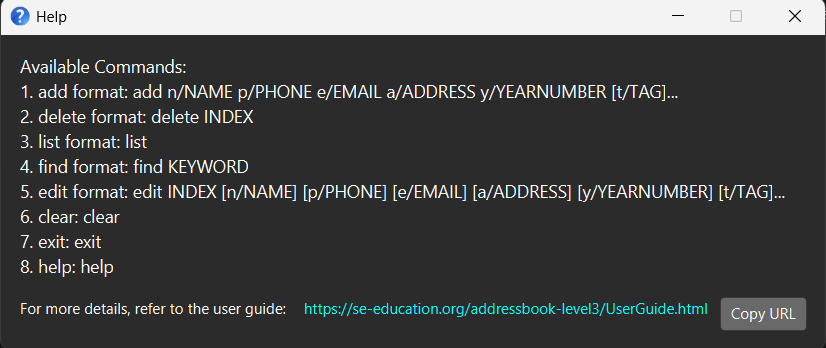 Help
Available Commands:
1. add format: add n/NAME p/PHONE e/EMAIL a/ADDRESS y/YEARNUMBER [t/TAG]...
2. delete format: delete INDEX
3. list format: list
4. find format: find KEYWORD
5. edit format: edit INDEX [n/NAME] [p/PHONE] [e/EMAIL] [a/ADDRESS] [y/YEARNUMBER] [t/TAG]...
6. clear: clear
7. exit: exit
8. help: help
For more details, refer to the user guide: https://se-education.org/addressbook-level3/UserGuide.html Copy URL